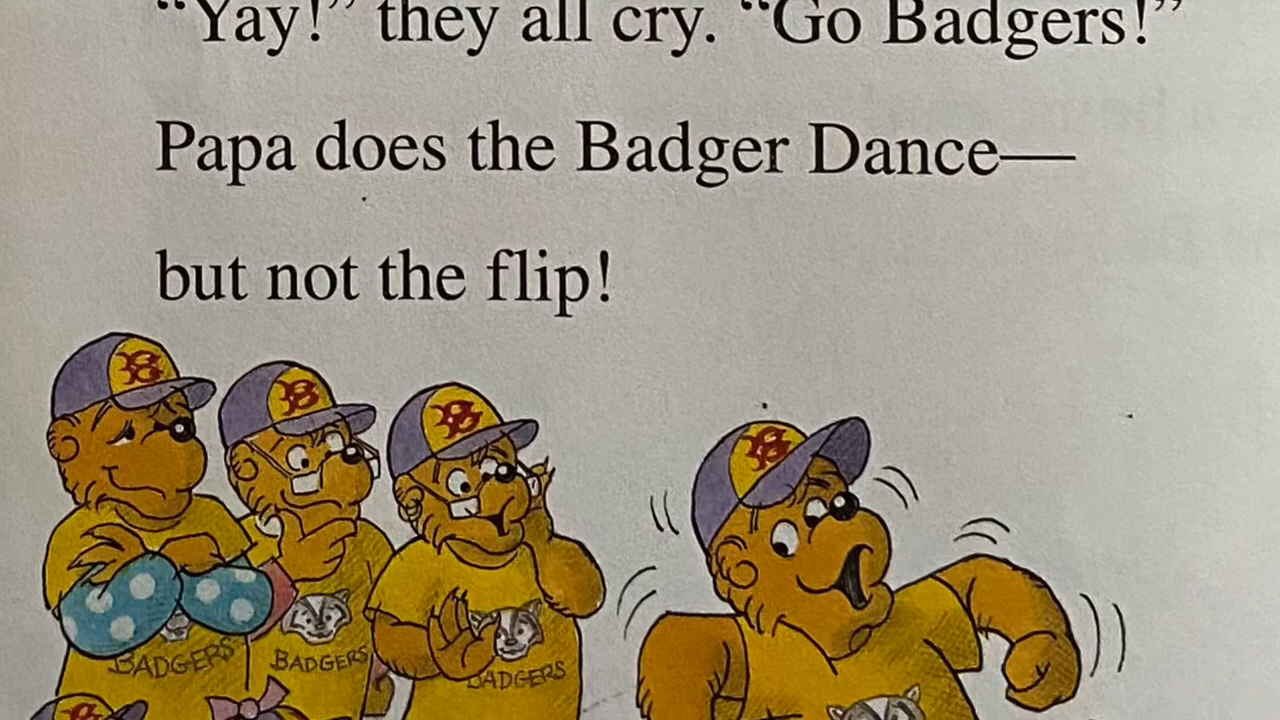 “Yay!” they all cry. “Go Badgers!”
Papa does the Badger Dance—
but not the flip!
B
B
B
B
BADGERS
BADGERS
BADGERS